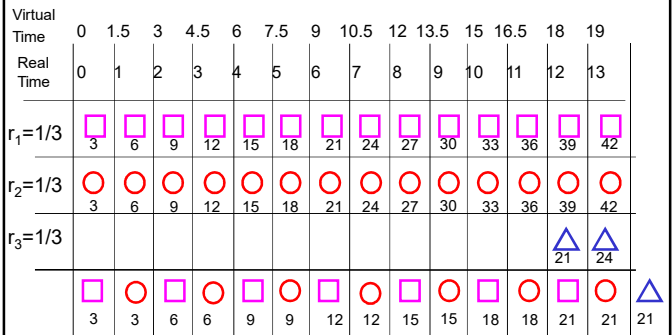 Virtual
Time 0 1.5 3 4.5 6 7.5 9 10.5 12 13.5 15 16.5 18 19
Real
Time 0 1 2 3 4 5 6 7 8 9 10 11 12 13
r1=1/3
3 6 9 12 15 18 21 24 27 30 33 36 39 42
r2=1/3
3 6 9 12 15 18 21 24 27 30 33 36 39 42
r3=1/3
21 24
3 3 6 6 9 9 12 12 15 15 18 18 21 21 21